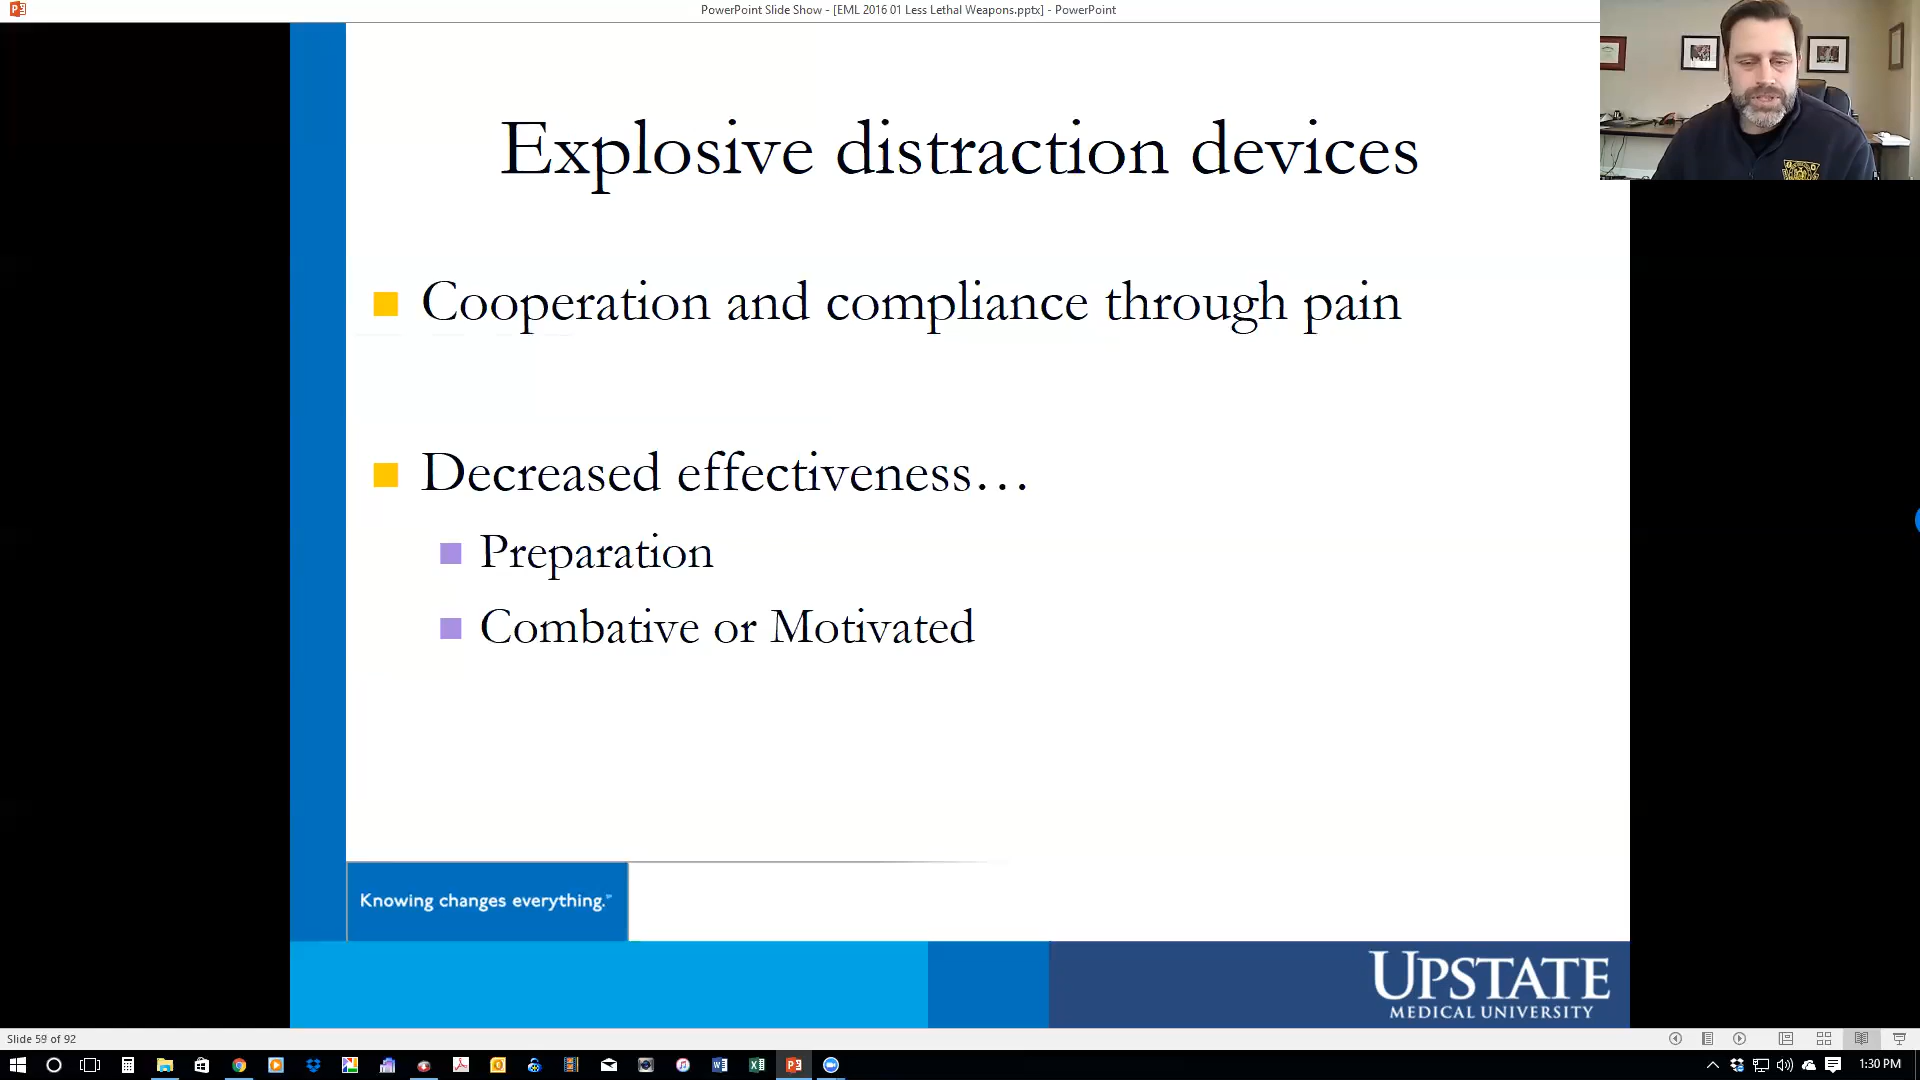 PowerPoint Slide Show - [EML 2016 01 Less Lethal Weapons.pptx] - PowerPoint
Explosive distraction devices
Cooperation and compliance through pain
Decreased effectiveness…
Preparation
Combative or Motivated
Knowing changes everything.
UPSTATE
MEDICAL UNIVERSITY
Slide 59 of 92
1:30 PM